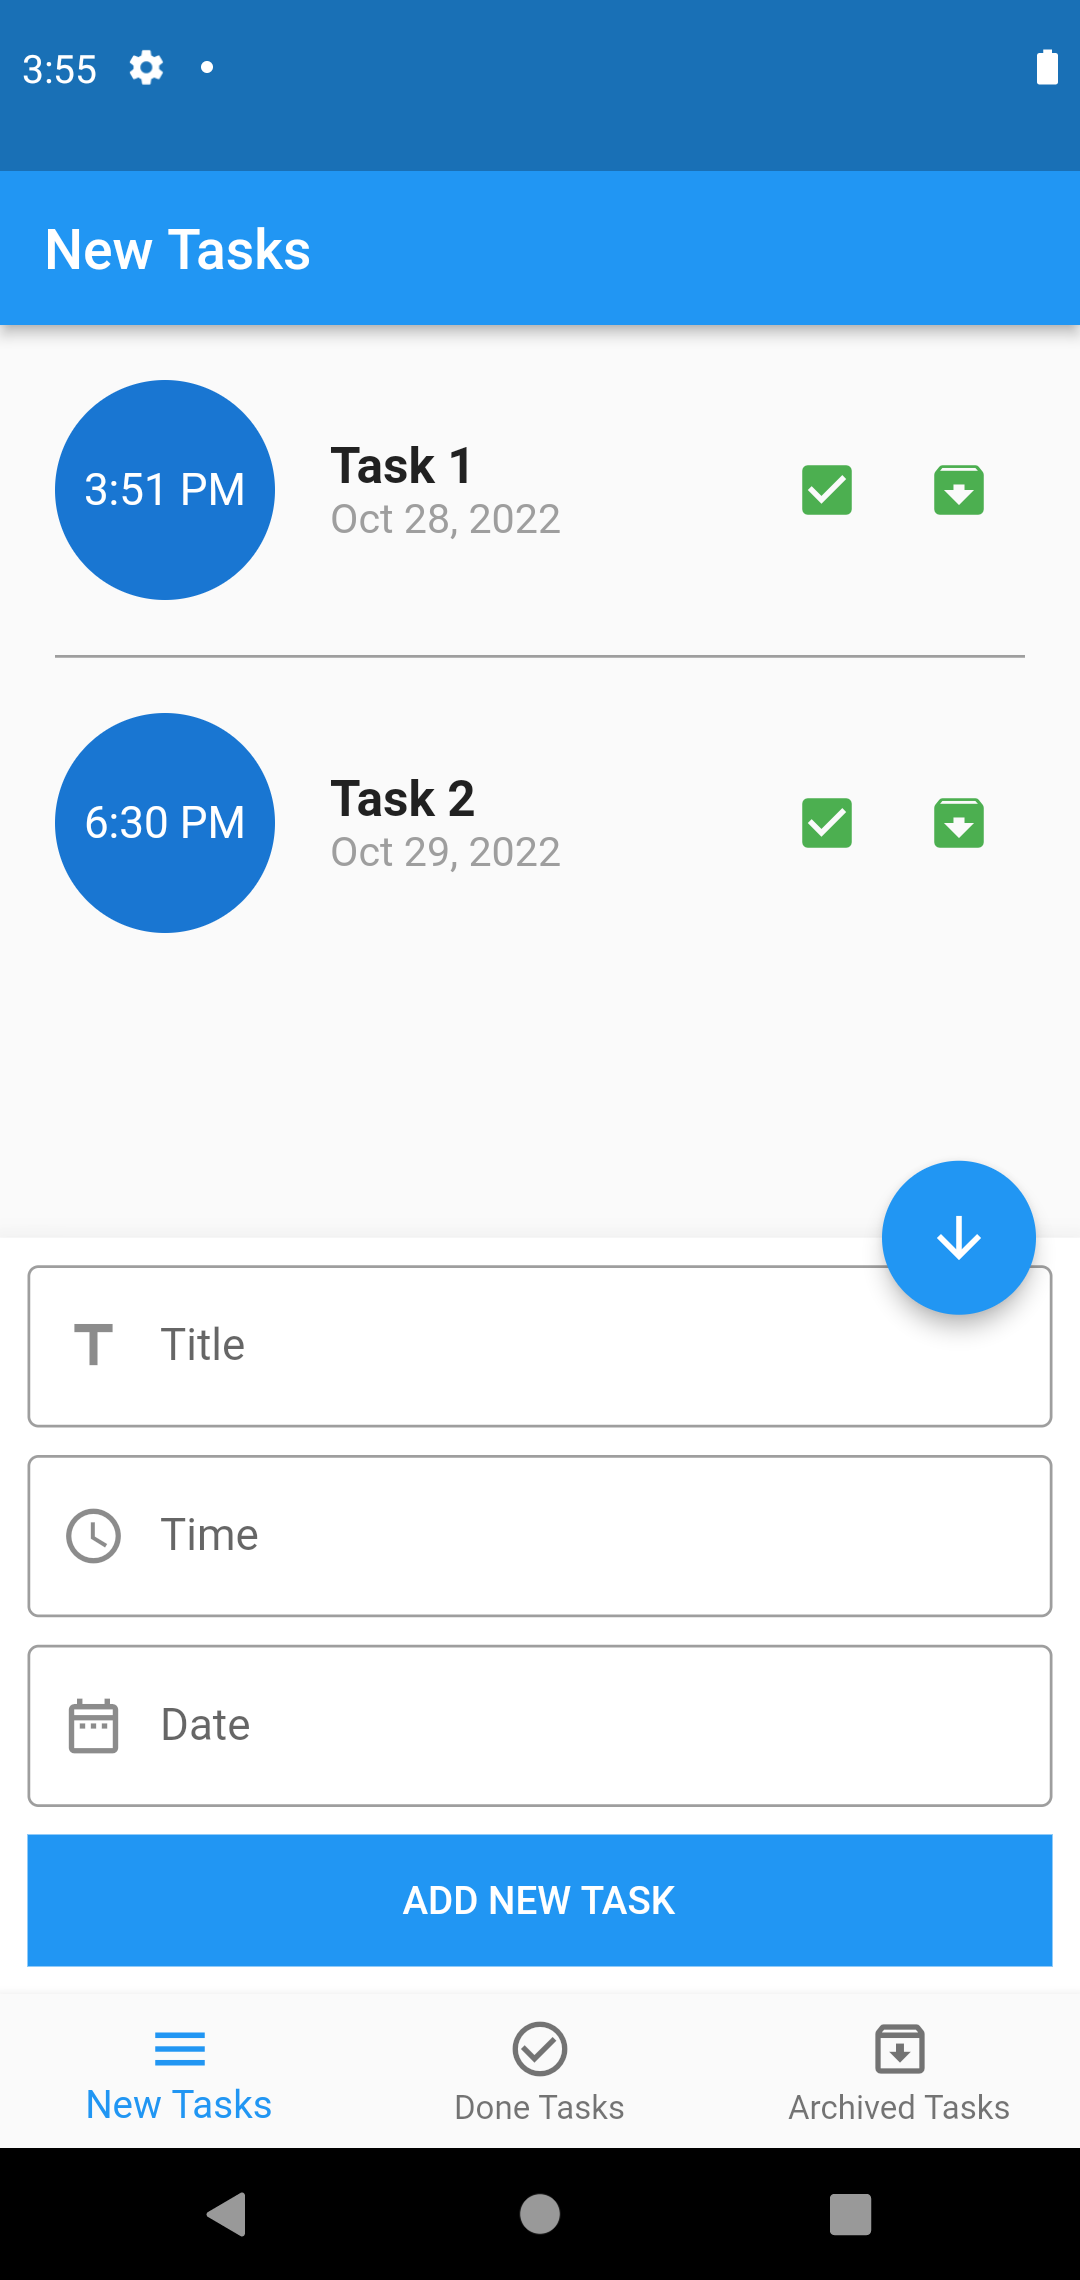 3:55
New Tasks
3:51 PM
Task 1
Oct 28, 2022
6:30 PM
Task 2
Oct 29, 2022
Title
Time
Date
ADD NEW TASK
New Tasks
Done Tasks
Archived Tasks